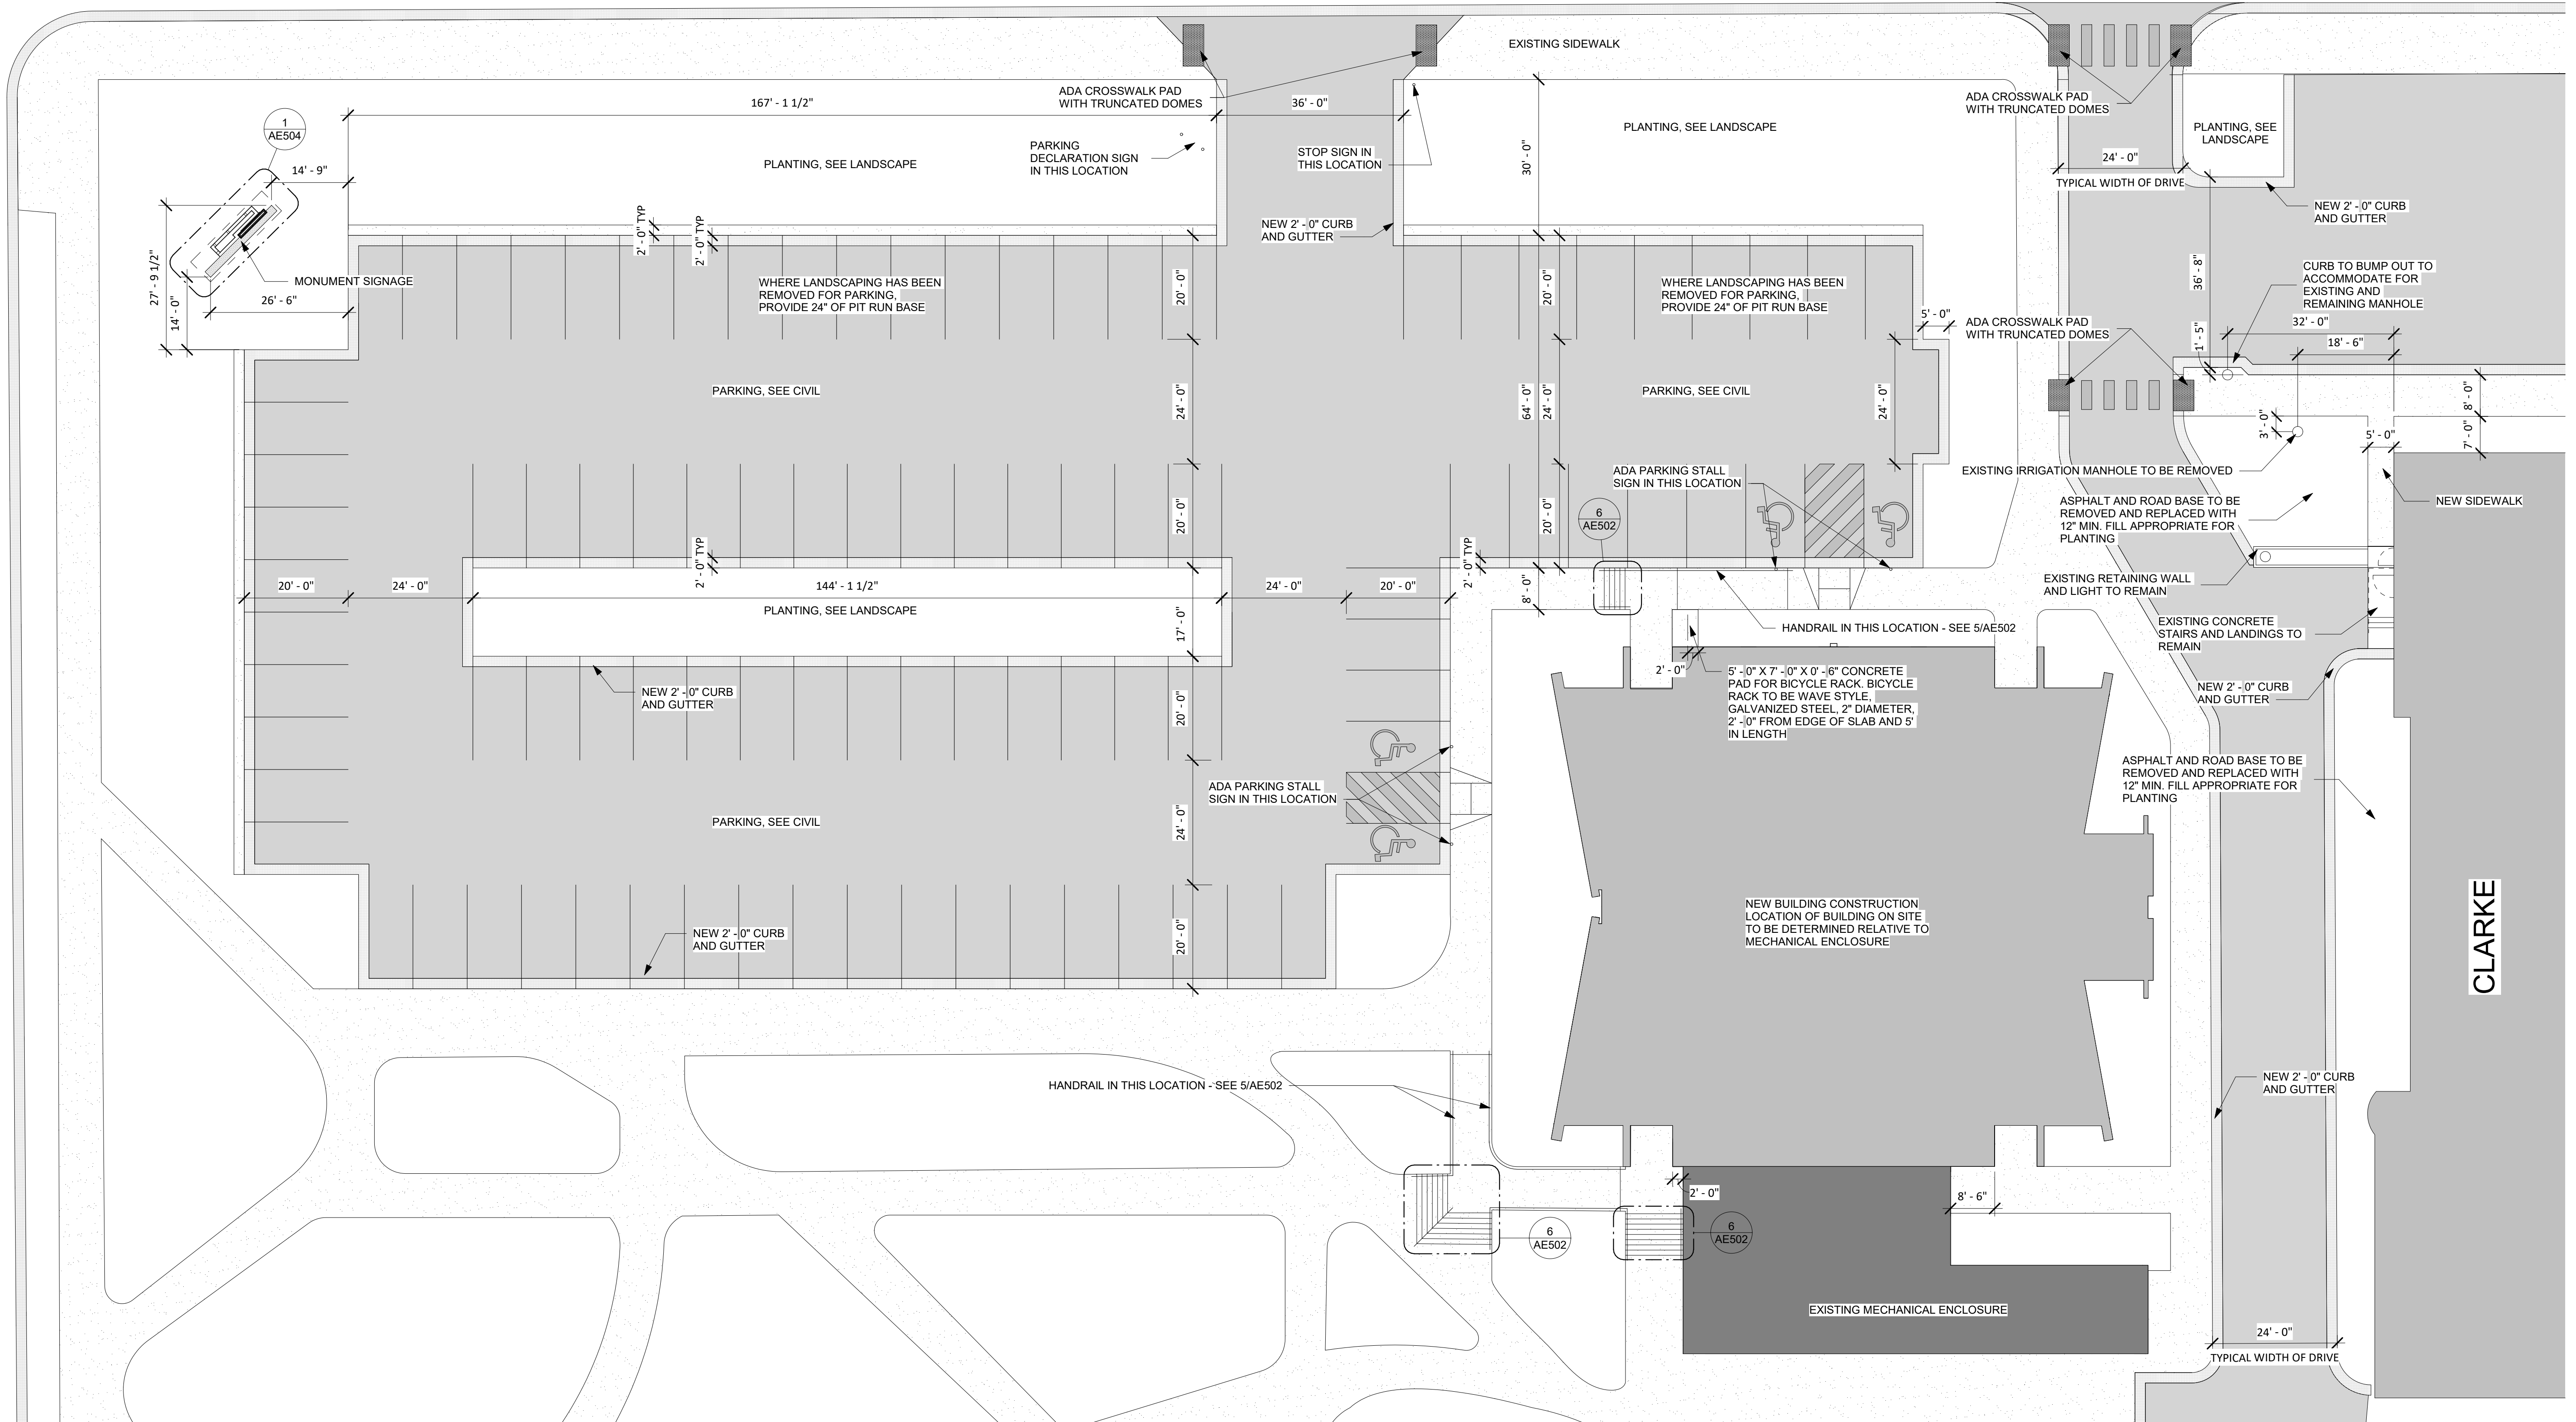 EXISTING SIDEWALK
ADA CROSSWALK PAD
WITH TRUNCATED DOMES
167' - 1 1/2"
36' - 0"
1
AE504
14' - 9"
PLANTING, SEE LANDSCAPE
PARKING
DECLARATION SIGN
IN THIS LOCATION
STOP SIGN IN
THIS LOCATION
30' - 0"
PLANTING, SEE LANDSCAPE
ADA CROSSWALK PAD
WITH TRUNCATED DOMES
PLANTING, SEE
LANDSCAPE
24' - 0"
TYPICAL WIDTH OF DRIVE
NEW 2' - 0" CURB
AND GUTTER
27' - 9 1/2"
14' - 0"
MONUMENT SIGNAGE
26' - 6"
2' - 0" TYP
2' - 0" TYP
NEW 2' - 0" CURB
AND GUTTER
WHERE LANDSCAPING HAS BEEN
REMOVED FOR PARKING,
PROVIDE 24" OF PIT RUN BASE
20' - 0"
20' - 0"
WHERE LANDSCAPING HAS BEEN
REMOVED FOR PARKING,
PROVIDE 24" OF PIT RUN BASE
5' - 0"
36' - 8"
CURB TO BUMP OUT TO
ACCOMMODATE FOR
EXISTING AND
REMAINING MANHOLE
ADA CROSSWALK PAD
WITH TRUNCATED DOMES
32' - 0"
1' - 5"
18' - 6"
PARKING, SEE CIVIL
24' - 0"
64' - 0"
24' - 0"
PARKING, SEE CIVIL
24' - 0"
8' - 0"
3' - 0"
5' - 0"
7' - 0"
ADA PARKING STALL
SIGN IN THIS LOCATION
EXISTING IRRIGATION MANHOLE TO BE REMOVED
6
AE502
20' - 0"
20' - 0"
ASPHALT AND ROAD BASE TO BE
REMOVED AND REPLACED WITH
12" MIN. FILL APPROPRIATE FOR
PLANTING
NEW SIDEWALK
2' - 0" TYP
2' - 0" TYP
20' - 0"
24' - 0"
144' - 1 1/2"
24' - 0"
20' - 0"
8' - 0"
EXISTING RETAINING WALL
AND LIGHT TO REMAIN
PLANTING, SEE LANDSCAPE
17' - 0"
HANDRAIL IN THIS LOCATION - SEE 5/AE502
EXISTING CONCRETE
STAIRS AND LANDINGS TO
REMAIN
2' - 0"
5' - 0" X 7' - 0" X 0' - 6" CONCRETE
PAD FOR BICYCLE RACK. BICYCLE
RACK TO BE WAVE STYLE,
GALVANIZED STEEL, 2" DIAMETER,
2' - 0" FROM EDGE OF SLAB AND 5'
IN LENGTH
NEW 2' - 0" CURB
AND GUTTER
20' - 0"
NEW 2' - 0" CURB
AND GUTTER
ADA PARKING STALL
SIGN IN THIS LOCATION
ASPHALT AND ROAD BASE TO BE
REMOVED AND REPLACED WITH
12" MIN. FILL APPROPRIATE FOR
PLANTING
PARKING, SEE CIVIL
24' - 0"
NEW BUILDING CONSTRUCTION
LOCATION OF BUILDING ON SITE
TO BE DETERMINED RELATIVE TO
MECHANICAL ENCLOSURE
CLARKE
NEW 2' - 0" CURB
AND GUTTER
20' - 0"
HANDRAIL IN THIS LOCATION - SEE 5/AE502
NEW 2' - 0" CURB
AND GUTTER
2' - 0"
8' - 6"
6
AE502
6
AE502
EXISTING MECHANICAL ENCLOSURE
24' - 0"
TYPICAL WIDTH OF DRIVE